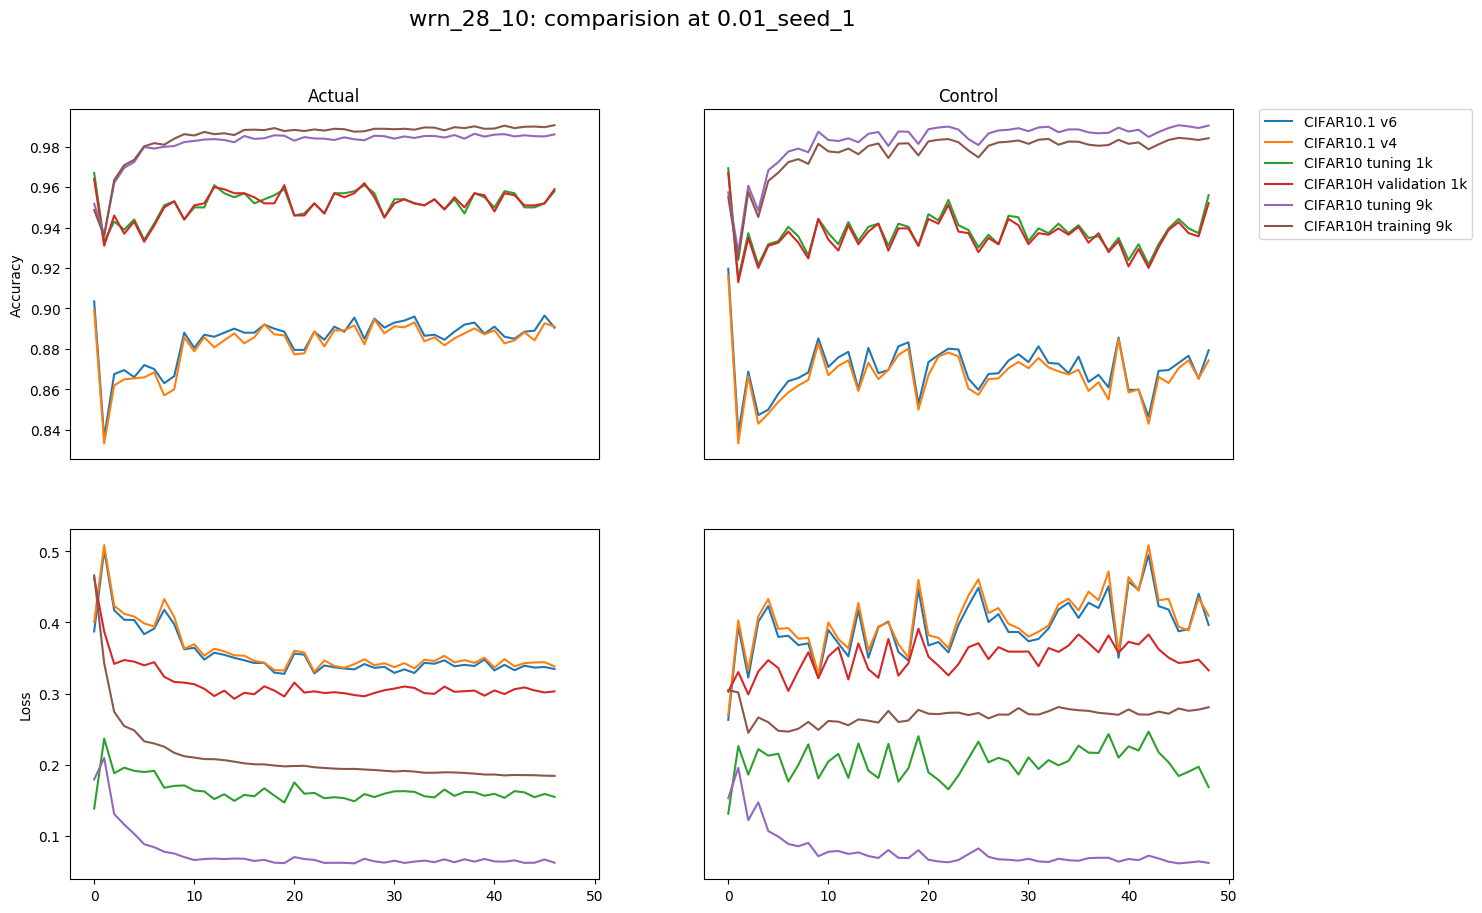 wrn_28_10: comparision at 0.01_seed_1
Actual
Control
CIFAR10.1 v6
CIFAR10.1 v4
CIFAR10 tuning 1k
CIFAR10H validation 1k
CIFAR10 tuning 9k
CIFAR10H training 9k
Accuracy
0.98
0.96
0.94
0.92
0.90
0.88
0.86
0.84
Loss
0.5
0.4
0.3
0.2
0.1
0 10 20 30 40 50
0 10 20 30 40 50